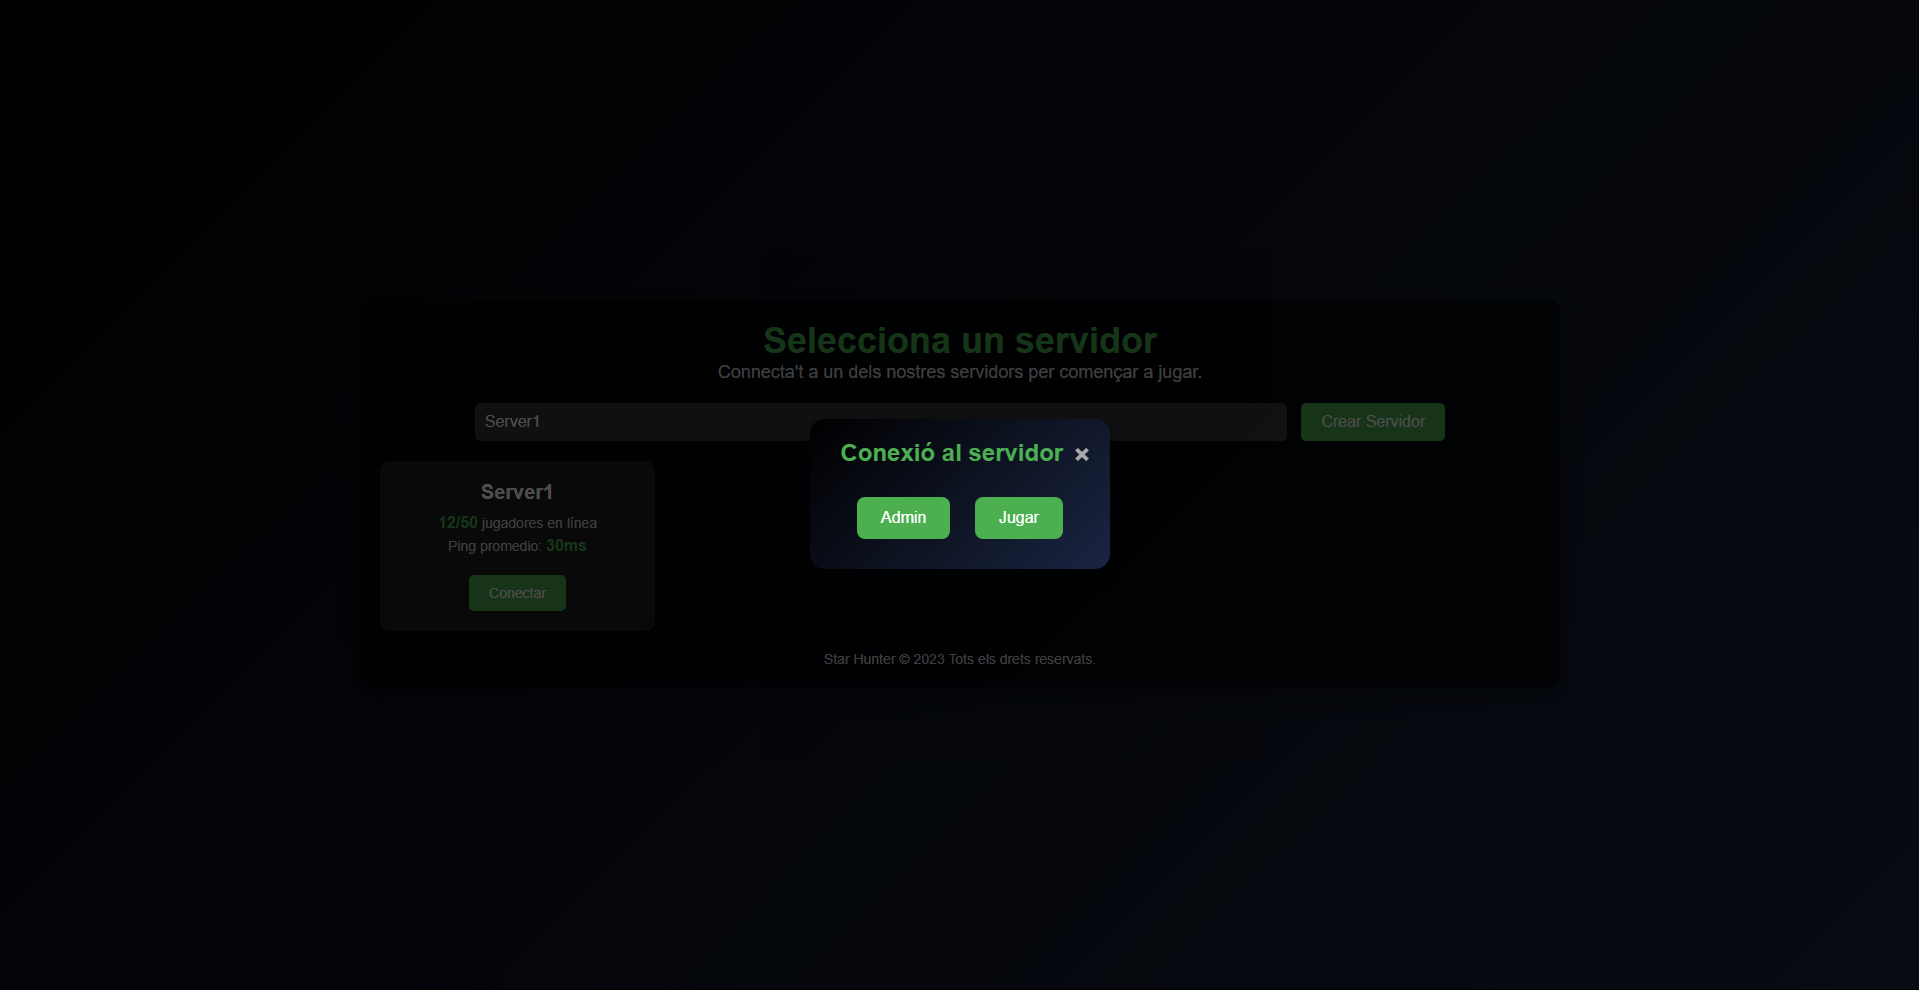 Selecciona un servidor
Connecta't a un dels nostres servidors per començar a jugar.
Server1
Crear Servidor
Conexió al servidor ×
Admin
Jugar
Server1
12/50 jugadores en línea
Ping promedio: 30ms
Conectar
Star Hunter © 2023 Tots els drets reservats.